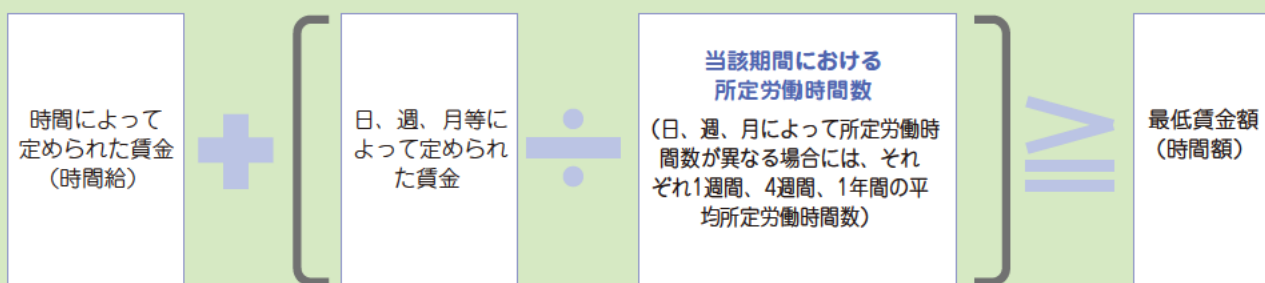 時間によって
定められた賃金
（時間給）
＋
［
日、週、月等に
よって定められ
た賃金
÷
当該期間における
所定労働時間数
（日、週、月によって所定労働時
間数が異なる場合には、それ
ぞれ1週間、4週間、1年間の平
均所定労働時間数）
］
≧
最低賃金額
（時間額）